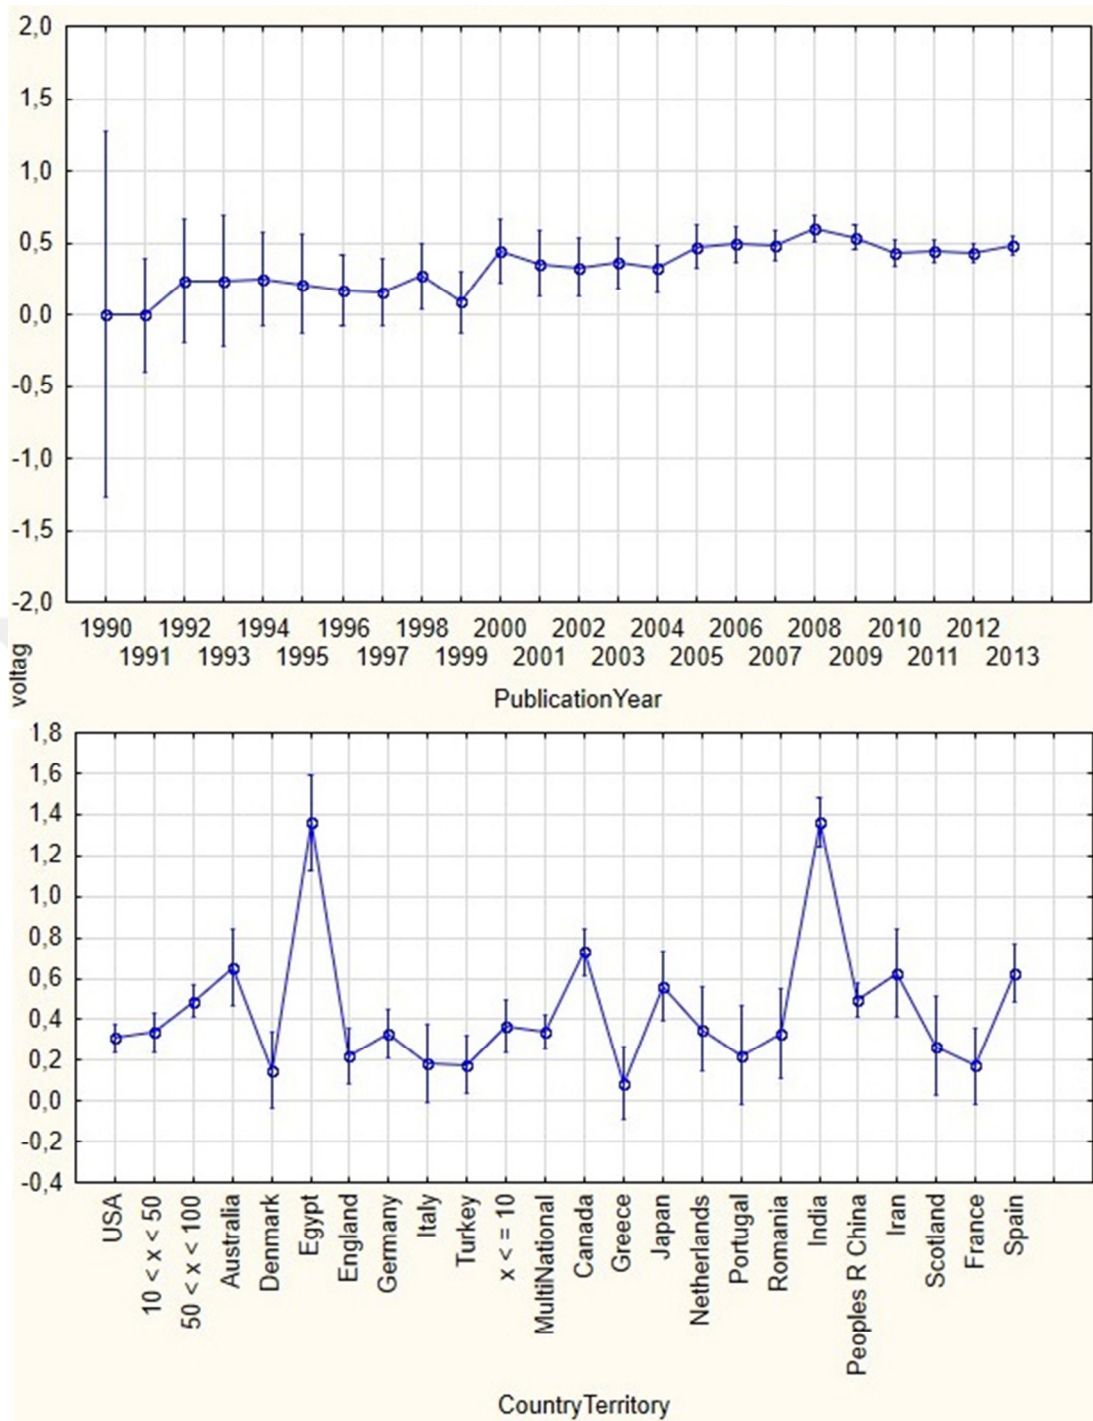 2,0
1,5
1,0
0,5
0,0
-0,5
-1,0
-1,5
-2,0
1990 1992 1994 1996 1998 2000 2002 2004 2006 2008 2010 2012
1991 1993 1995 1997 1999 2001 2003 2005 2007 2009 2011 2013
voltag
PublicationYear
1,8
1,6
1,4
1,2
1,0
0,8
0,6
0,4
0,2
0,0
-0,2
-0,4
USA
10 < x < 50
50 < x < 100
Australia
Denmark
Egypt
England
Germany
Italy
Turkey
x < = 10
MultiNational
Canada
Greece
Japan
Netherlands
Portugal
Romania
India
Peoples R China
Iran
Scotland
France
Spain
CountryTerritory